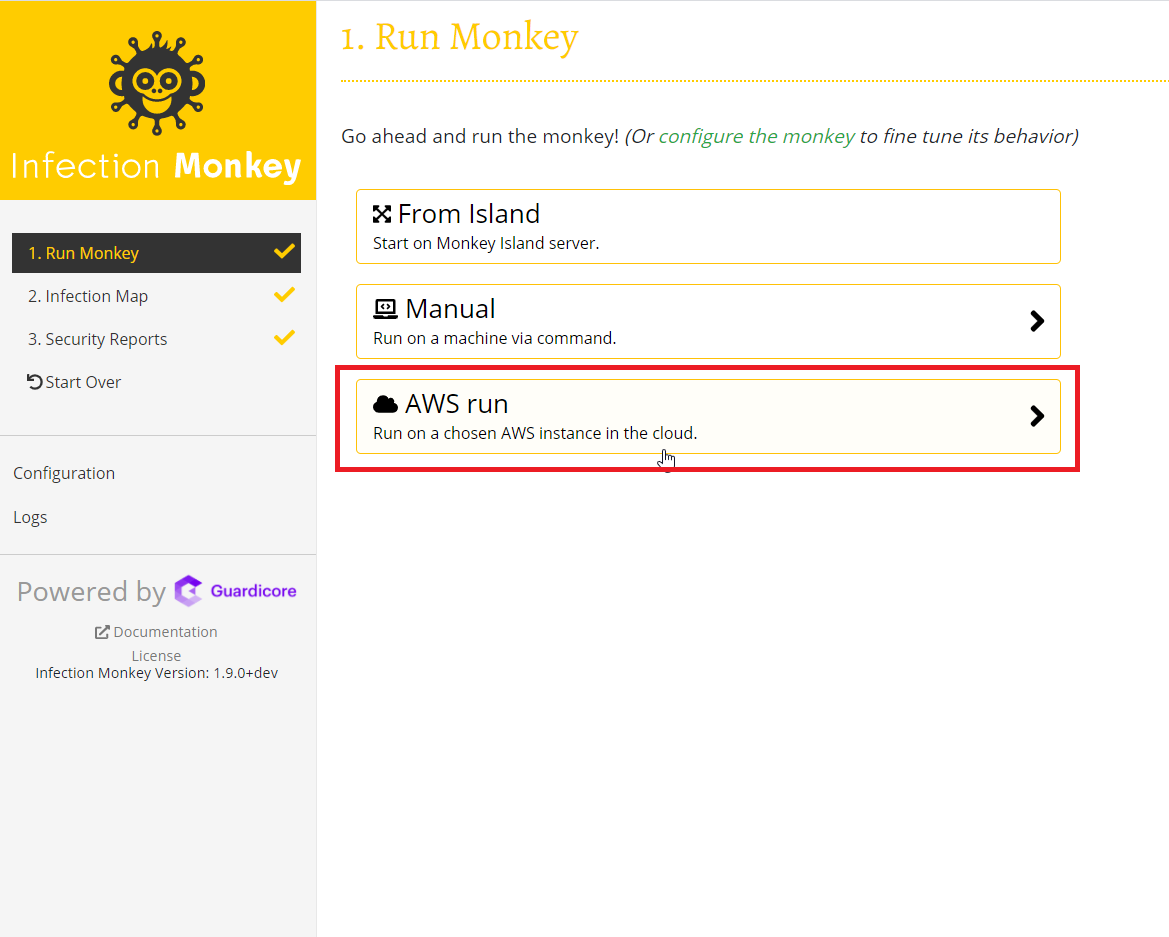 Infection Monkey
1. Run Monkey
2. Infection Map
3. Security Reports
Start Over
Configuration
Logs
Powered by Guardicore
Documentation
License
Infection Monkey Version: 1.9.0+dev
1. Run Monkey
Go ahead and run the monkey! (Or configure the monkey to fine tune its behavior)
From Island
Start on Monkey Island server.
Manual
Run on a machine via command.
AWS run
Run on a chosen AWS instance in the cloud.